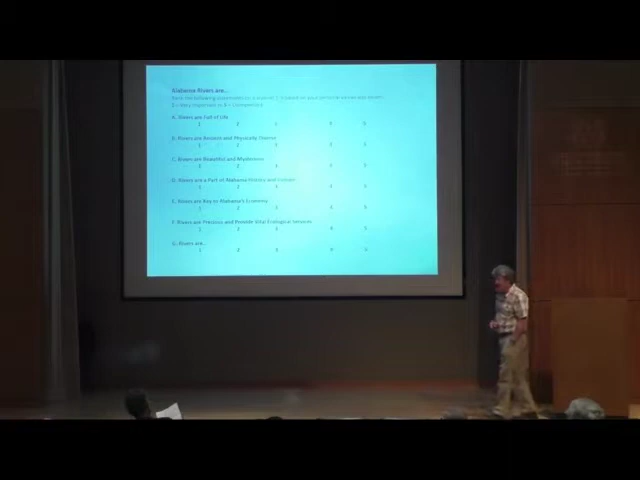 Alabama Rivers are...
A. Rivers are Full of Life
1 2 3 4 5
B. Rivers are Ancient and Physically Diverse
1 2 3 4 5
C. Rivers are Beautiful and Mysterious
1 2 3 4 5
D. Rivers are a Part of Alabama History and Culture
1 2 3 4 5
E. Rivers are Key to Alabama's Economy
1 2 3 4 5
F. Rivers are Precious and Provide Vital Ecological Services
1 2 3 4 5
G. Rivers are...
1 2 3 4 5